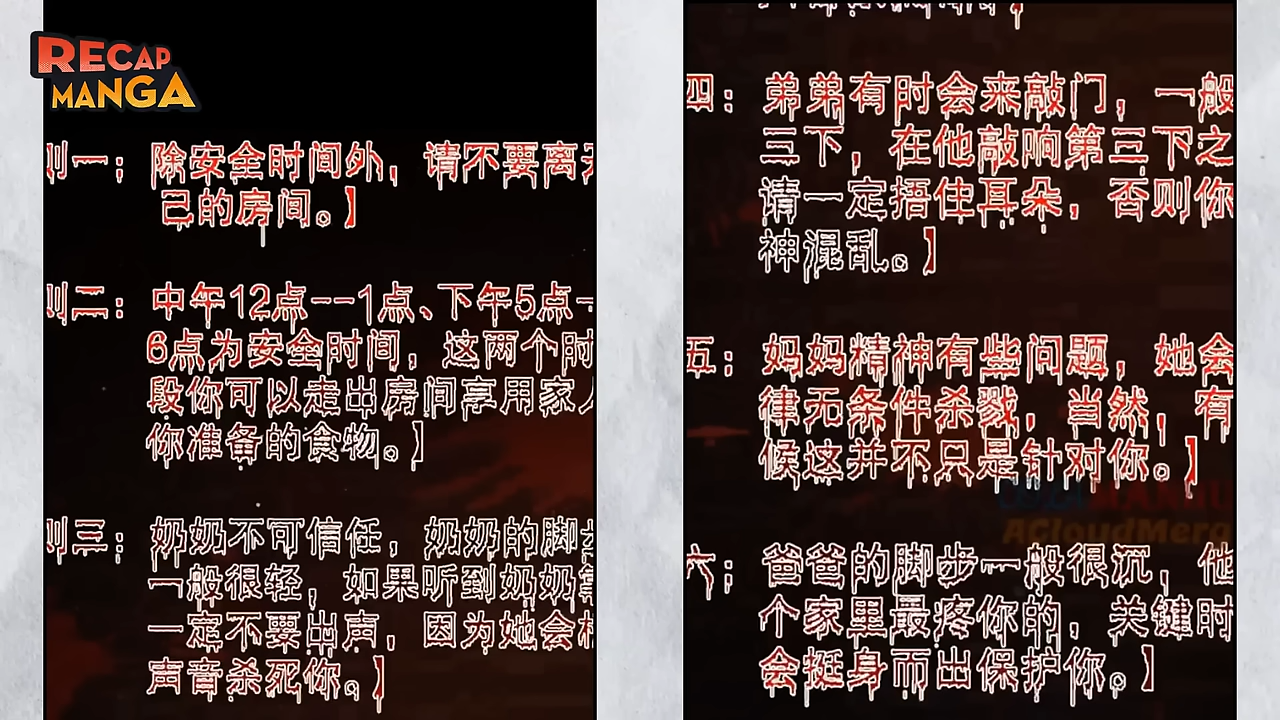 RECAP
MANGA
则一：除安全时间外，请不要离开
己的房间。】
则二：中午12点--1点、下午5点-
6点为安全时间，这两个时
段你可以走出房间享用家人
你准备的食物。】
则三：奶奶不可信任，奶奶的脚步
一般很轻，如果听到奶奶靠
一定不要出声，因为她会根
声音杀死你。】
四：弟弟有时会来敲门，一般
三下，在他敲响第三下之
请一定捂住耳朵，否则你
神混乱。】
五：妈妈精神有些问题，她会
律无条件杀戮，当然，有
候这并不只是针对你。】
六：爸爸的脚步一般很沉，他
个家里最疼你的，关键时
会挺身而出保护你。】
ACloudMerg